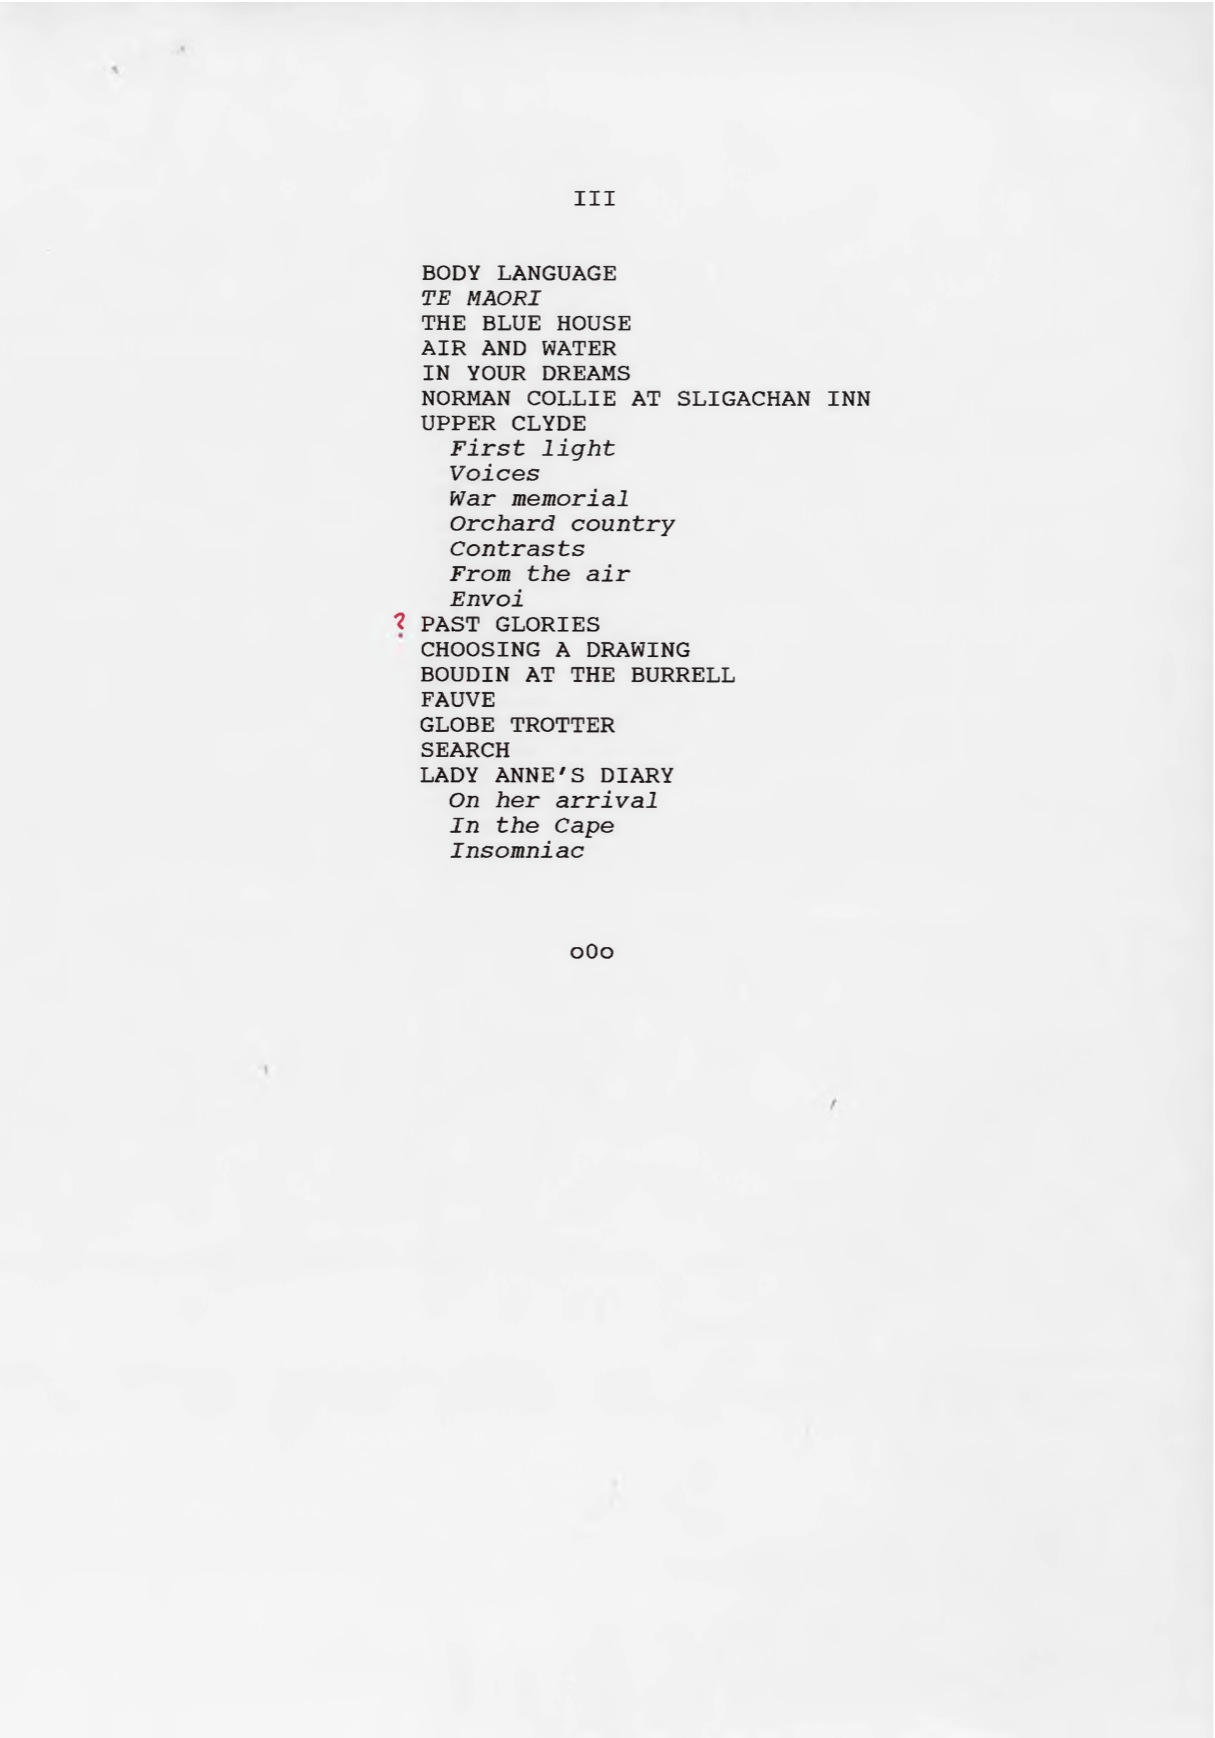 III
BODY LANGUAGE
TE MAORI
THE BLUE HOUSE
AIR AND WATER
IN YOUR DREAMS
NORMAN COLLIE AT SLIGACHAN INN
UPPER CLYDE
First light
Voices
War memorial
Orchard country
Contrasts
From the air
Envoi
? PAST GLORIES
CHOOSING A DRAWING
BOUDIN AT THE BURRELL
FAUVE
GLOBE TROTTER
SEARCH
LADY ANNE'S DIARY
On her arrival
In the Cape
Insomniac
o0o